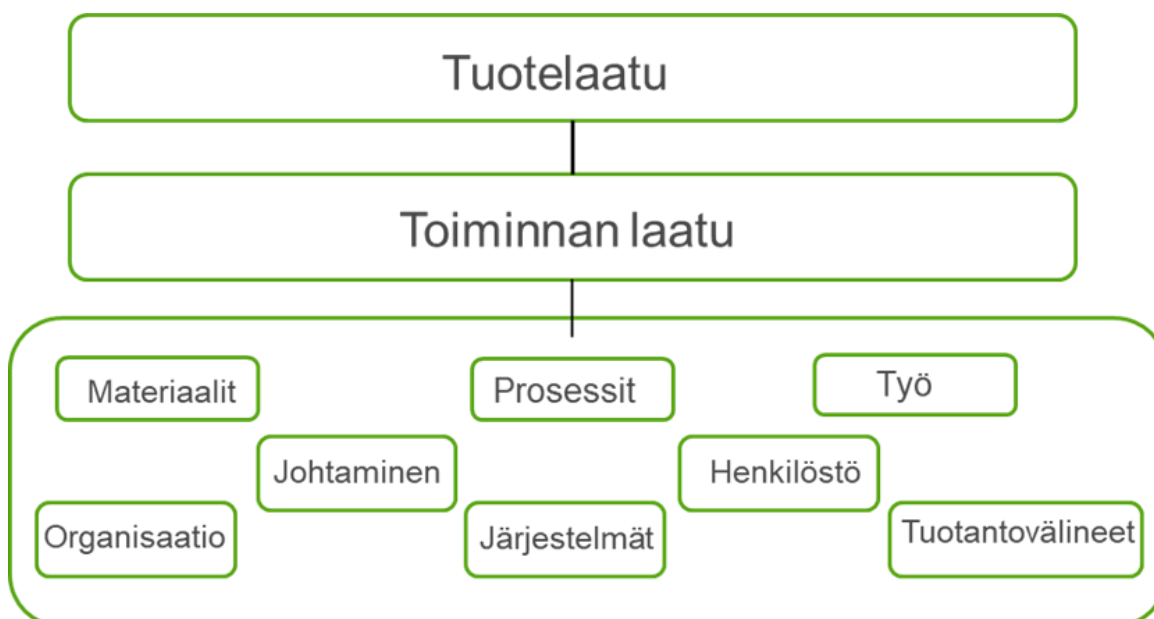 Tuotelaatu
Toiminnan laatu
Materiaalit
Prosessit
Työ
Johtaminen
Henkilöstö
Organisaatio
Järjestelmät
Tuotantovälineet